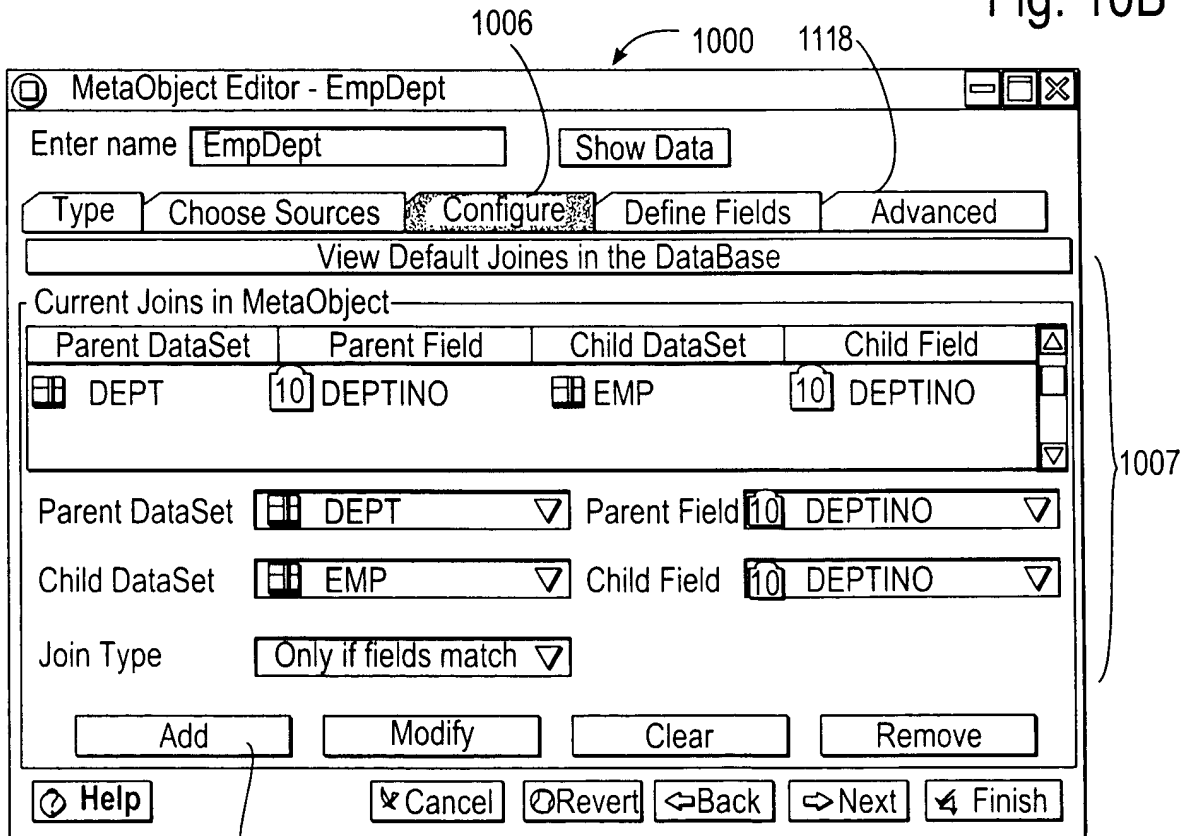 Fig. 10B
1006
1000
1118
MetaObject Editor - EmpDept
Enter name EmpDept Show Data
Type Choose Sources Configure Define Fields Advanced
View Default Joines in the DataBase
Current Joins in MetaObject
Parent DataSet Parent Field Child DataSet Child Field
DEPT 10 DEPTINO EMP 10 DEPTINO
1007
Parent DataSet DEPT Parent Field 10 DEPTINO
Child DataSet EMP Child Field 10 DEPTINO
Join Type Only if fields match
Add Modify Clear Remove
Help Cancel Revert Back Next Finish